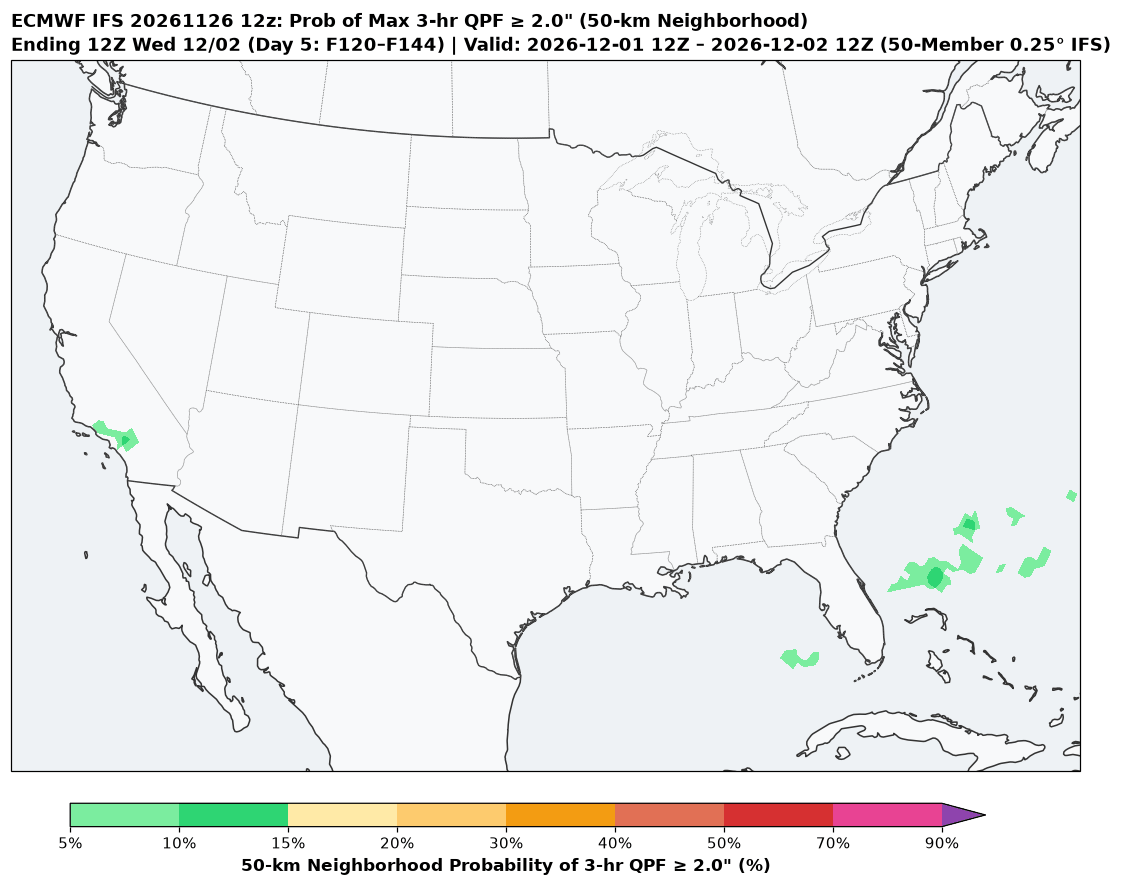 ECMWF IFS 20261126 12z: Prob of Max 3-hr QPF ≥ 2.0" (50-km Neighborhood)
Ending 12Z Wed 12/02 (Day 5: F120–F144) | Valid: 2026-12-01 12Z – 2026-12-02 12Z (50-Member 0.25° IFS)
5% 10% 15% 20% 30% 40% 50% 70% 90%
50-km Neighborhood Probability of 3-hr QPF ≥ 2.0" (%)